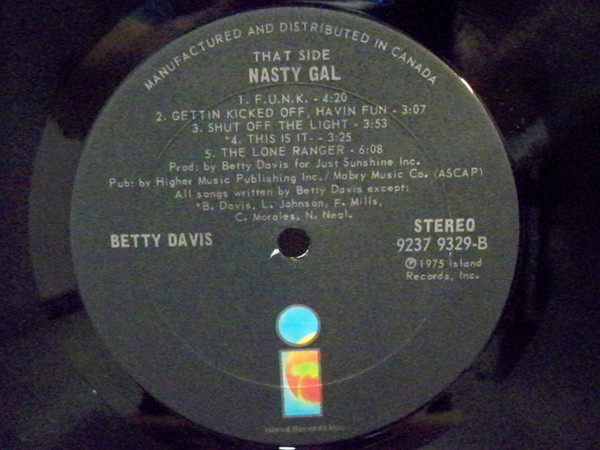 MANUFACTURED AND DISTRIBUTED IN CANADA
THAT SIDE
NASTY GAL
1. F.U.N.K. - 4:20
2. GETTIN KICKED OFF, HAVIN FUN - 3:07
3. SHUT OFF THE LIGHT - 3:53
*4. THIS IS IT- - 3:25
5. THE LONE RANGER - 6:08
Prod: by Betty Davis for Just Sunshine Inc.
Pub: by Higher Music Publishing Inc./Mabry Music Co. (ASCAP)
All songs written by Betty Davis except:
*B. Davis, L. Johnson, F. Mills,
C. Morales, N. Neal.
BETTY DAVIS
STEREO
9237 9329-B
Ⓟ1975 island
Records, Inc.
Island Records Inc.